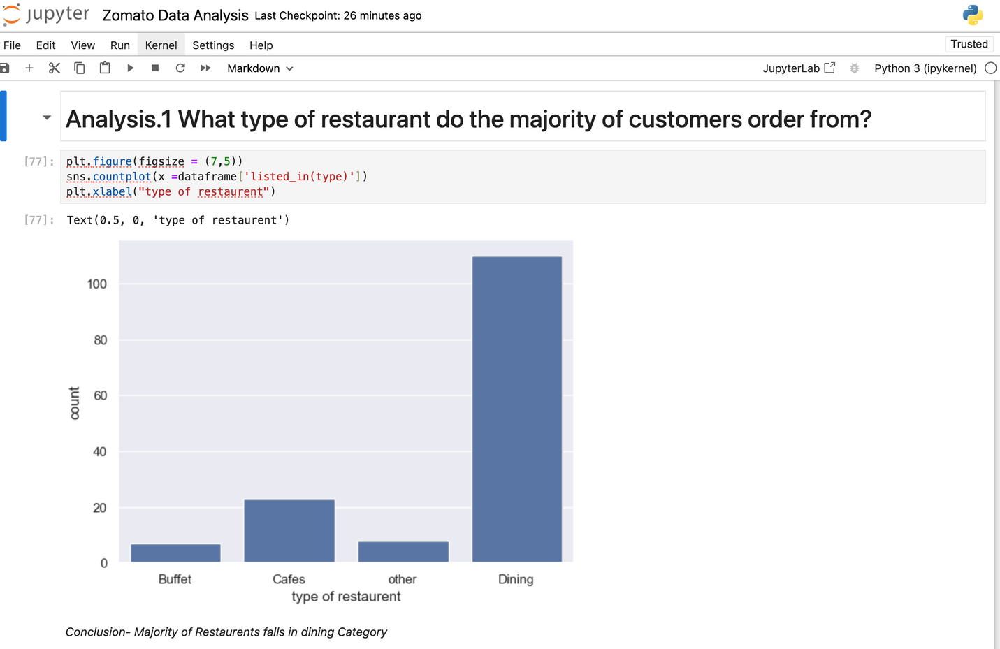 jupyter Zomato Data Analysis Last Checkpoint: 26 minutes ago
File Edit View Run Kernel Settings Help Trusted
Markdown JupyterLab Python 3 (ipykernel)
Analysis.1 What type of restaurant do the majority of customers order from?
[77]: plt.figure(figsize = (7,5))
sns.countplot(x =dataframe['listed_in(type)'])
plt.xlabel("type of restaurent")
[77]: Text(0.5, 0, 'type of restaurent')
100
80
60
40
20
0
count
Buffet Cafes other Dining
type of restaurent
Conclusion- Majority of Restaurents falls in dining Category